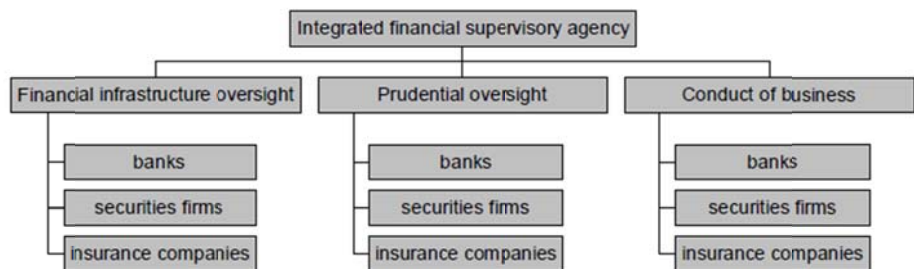 Integrated financial supervisory agency
Financial infrastructure oversight
Prudential oversight
Conduct of business
banks
banks
banks
securities firms
securities firms
securities firms
insurance companies
insurance companies
insurance companies